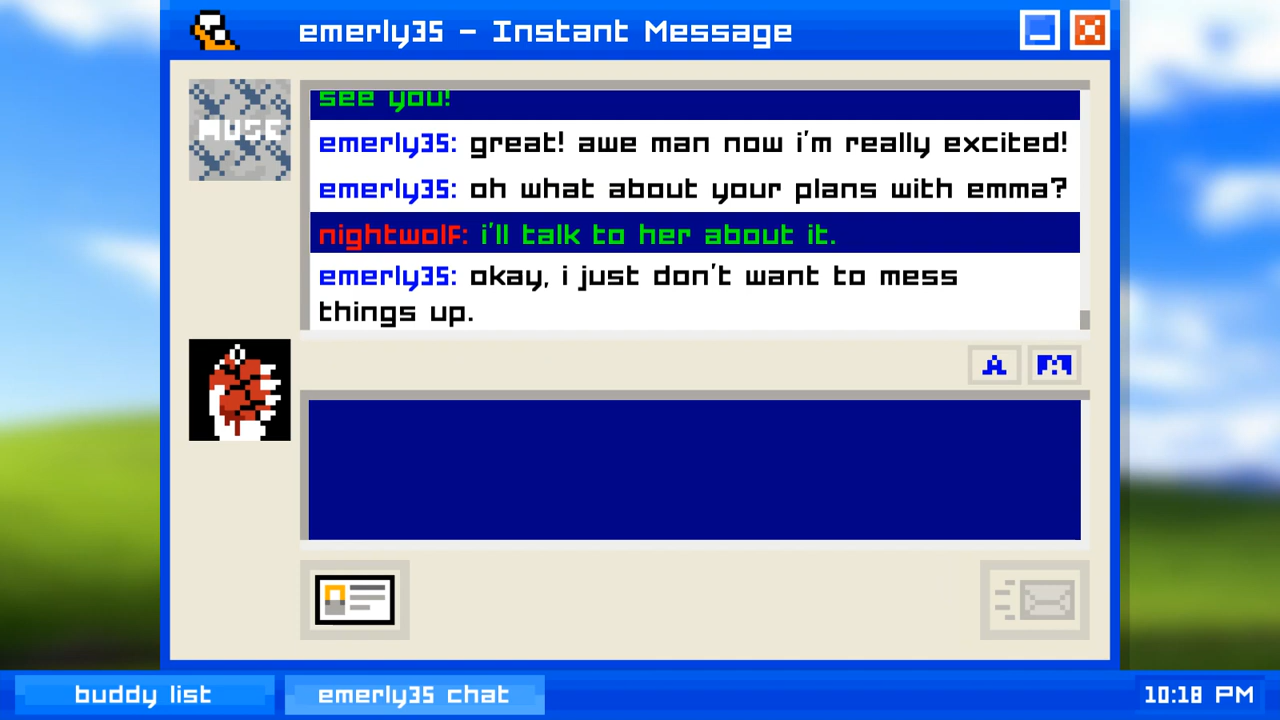 emerly35 - Instant Message
MUSE
see you!
emerly35: great! awe man now i'm really excited!
emerly35: oh what about your plans with emma?
nightwolf: i'll talk to her about it.
emerly35: okay, i just don't want to mess
things up.
A
buddy list
emerly35 chat
10:18 PM